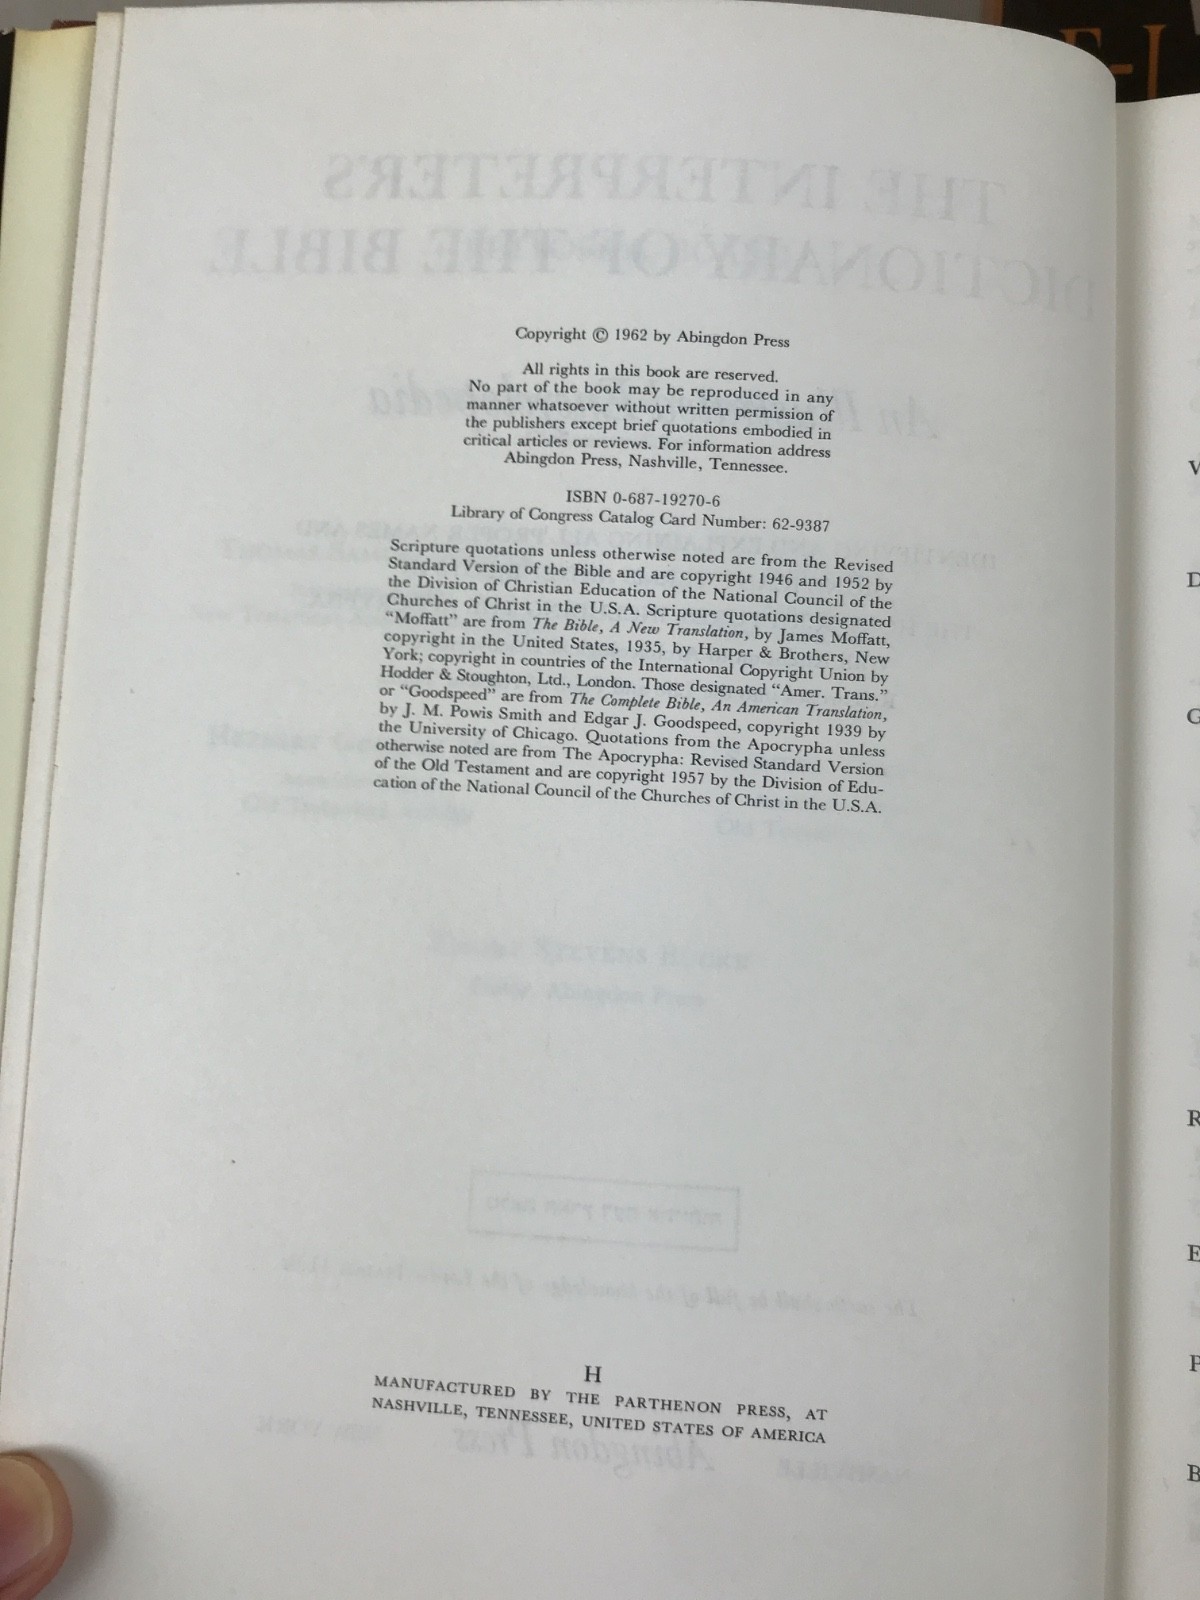 E-J
THE INTERPRETER'S
DICTIONARY OF THE BIBLE
Copyright © 1962 by Abingdon Press
All rights in this book are reserved.
No part of the book may be reproduced in any
manner whatsoever without written permission of
the publishers except brief quotations embodied in
critical articles or reviews. For information address
Abingdon Press, Nashville, Tennessee.
ISBN 0-687-19270-6
Library of Congress Catalog Card Number: 62-9387
Scripture quotations unless otherwise noted are from the Revised
Standard Version of the Bible and are copyright 1946 and 1952 by
the Division of Christian Education of the National Council of the
Churches of Christ in the U.S.A. Scripture quotations designated
“Moffatt” are from The Bible, A New Translation, by James Moffatt,
copyright in the United States, 1935, by Harper & Brothers, New
York; copyright in countries of the International Copyright Union by
Hodder & Stoughton, Ltd., London. Those designated “Amer. Trans.”
or “Goodspeed” are from The Complete Bible, An American Translation,
by J. M. Powis Smith and Edgar J. Goodspeed, copyright 1939 by
the University of Chicago. Quotations from the Apocrypha unless
otherwise noted are from The Apocrypha: Revised Standard Version
of the Old Testament and are copyright 1957 by the Division of Edu-
cation of the National Council of the Churches of Christ in the U.S.A.
H
MANUFACTURED BY THE PARTHENON PRESS, AT
NASHVILLE, TENNESSEE, UNITED STATES OF AMERICA
Abingdon Press